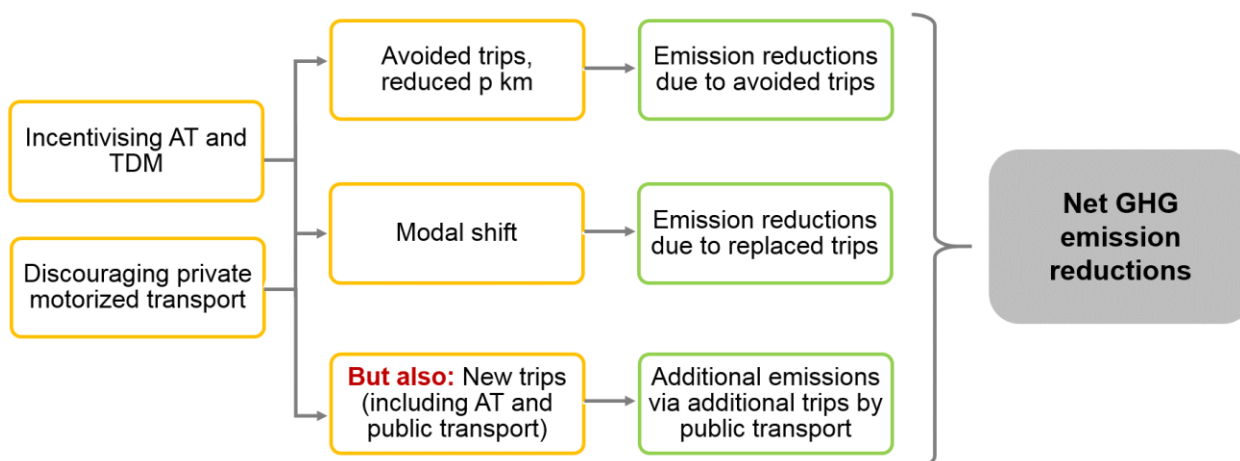 Incentivising AT and
TDM
Discouraging private
motorized transport
Avoided trips,
reduced p km
Emission reductions
due to avoided trips
Modal shift
Emission reductions
due to replaced trips
But also: New trips
(including AT and
public transport)
Additional emissions
via additional trips by
public transport
Net GHG
emission
reductions